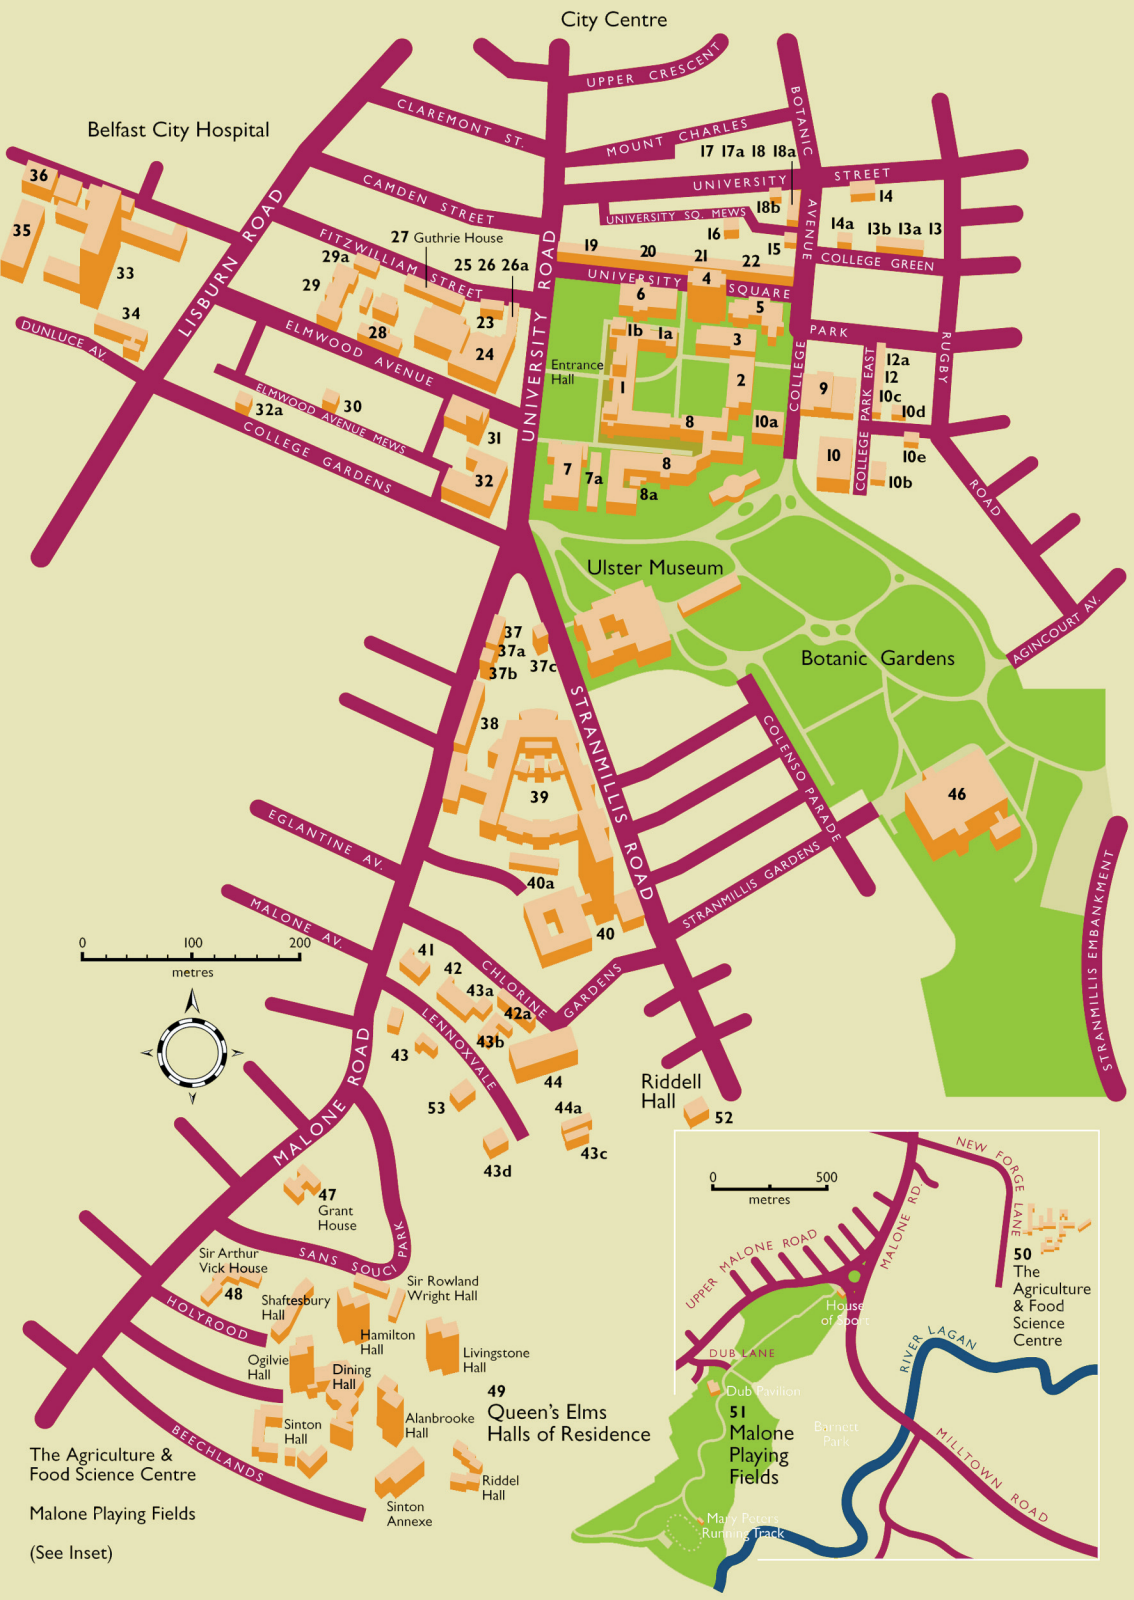 City Centre
UPPER CRESCENT
BOTANIC AVENUE
CLAREMONT ST.
MOUNT CHARLES
Belfast City Hospital
17 17a 18 18a
36
CAMDEN STREET
UNIVERSITY STREET
14
18b
UNIVERSITY SQ. MEWS
35
LISBURN ROAD
FITZWILLIAM STREET
27 Guthrie House
16
14a
13b 13a 13
29a
25 26 26a
19
20
21
22
15
COLLEGE GREEN
33
29
UNIVERSITY ROAD
UNIVERSITY SQUARE
4
6
5
34
23
28
ELMWOOD AVENUE
1b
1a
3
PARK
RUGBY
DUNLUCE AV.
24
Entrance
Hall
1
2
COLLEGE
9
COLLEGE PARK EAST
12a
12
10c
10d
32a
30
ELMWOOD AVENUE MEWS
8
10a
31
COLLEGE GARDENS
10e
32
7
7a
8
8a
10
10b
ROAD
Ulster Museum
AGINCOURT AV.
37
37a
37b
37c
Botanic Gardens
38
STRANMILLIS ROAD
COLENSO PARADE
39
46
EGLANTINE AV.
40a
STRANMILLIS GARDENS
STRANMILLIS EMBANKMENT
MALONE AV.
40
0 100 200
metres
41
42
43a
42a
CHLORINE GARDENS
43b
43
LENNOXVALE
44
MALONE ROAD
53
44a
43c
43d
Riddell
Hall
52
47
Grant
House
SANS SOUCI PARK
Sir Arthur
Vick House
48
Sir Rowland
Wright Hall
Shaftesbury
Hall
HOLYROOD
Hamilton
Hall
Livingstone
Hall
Ogilvie
Hall
Dining
Hall
49
Queen's Elms
Halls of Residence
Alanbrooke
Hall
Sinton
Hall
BEECHLANDS
Riddel
Hall
Sinton
Annexe
The Agriculture &
Food Science Centre
Malone Playing Fields
(See Inset)
0 500
metres
NEW FORGE LANE
MALONE RD.
UPPER MALONE ROAD
50
The
Agriculture
& Food
Science
Centre
House
of Sport
RIVER LAGAN
DUB LANE
Dub Pavilion
51
Malone
Playing
Fields
Barnett
Park
MILLTOWN ROAD
Mary Peters
Running Track